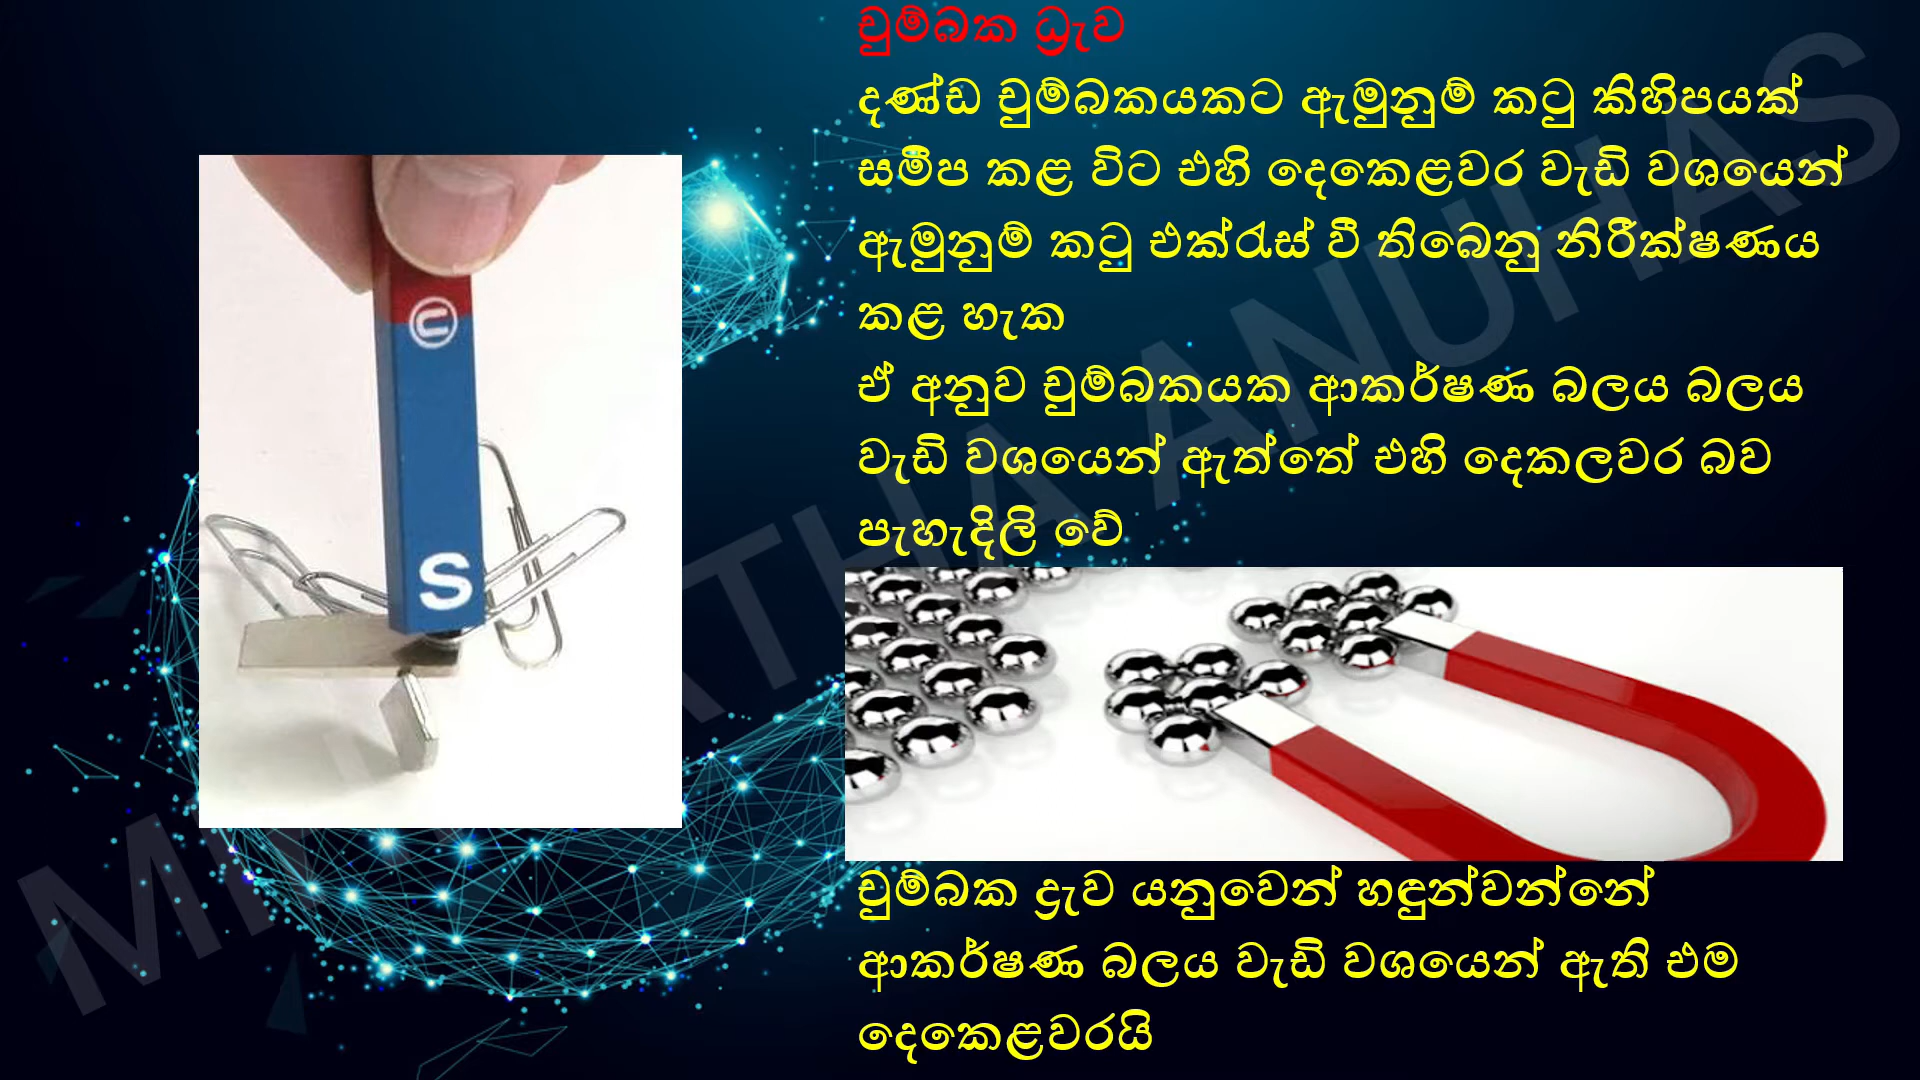 චුම්බක ධ්‍රැව
දණ්ඩ චුම්බකයකට ඇමුනුම් කටු කිහිපයක්
සමීප කළ විට එහි දෙකෙළවර වැඩි වශයෙන්
ඇමුනුම් කටු එක්රැස් වී තිබෙනු නිරීක්ෂණය
කළ හැක
ඒ අනුව චුම්බකයක ආකර්ෂණ බලය බලය
වැඩි වශයෙන් ඇත්තේ එහි දෙකලවර බව
පැහැදිලි වේ
S
චුම්බක ද්‍රැව යනුවෙන් හඳුන්වන්නේ
ආකර්ෂණ බලය වැඩි වශයෙන් ඇති එම
දෙකෙළවරයි